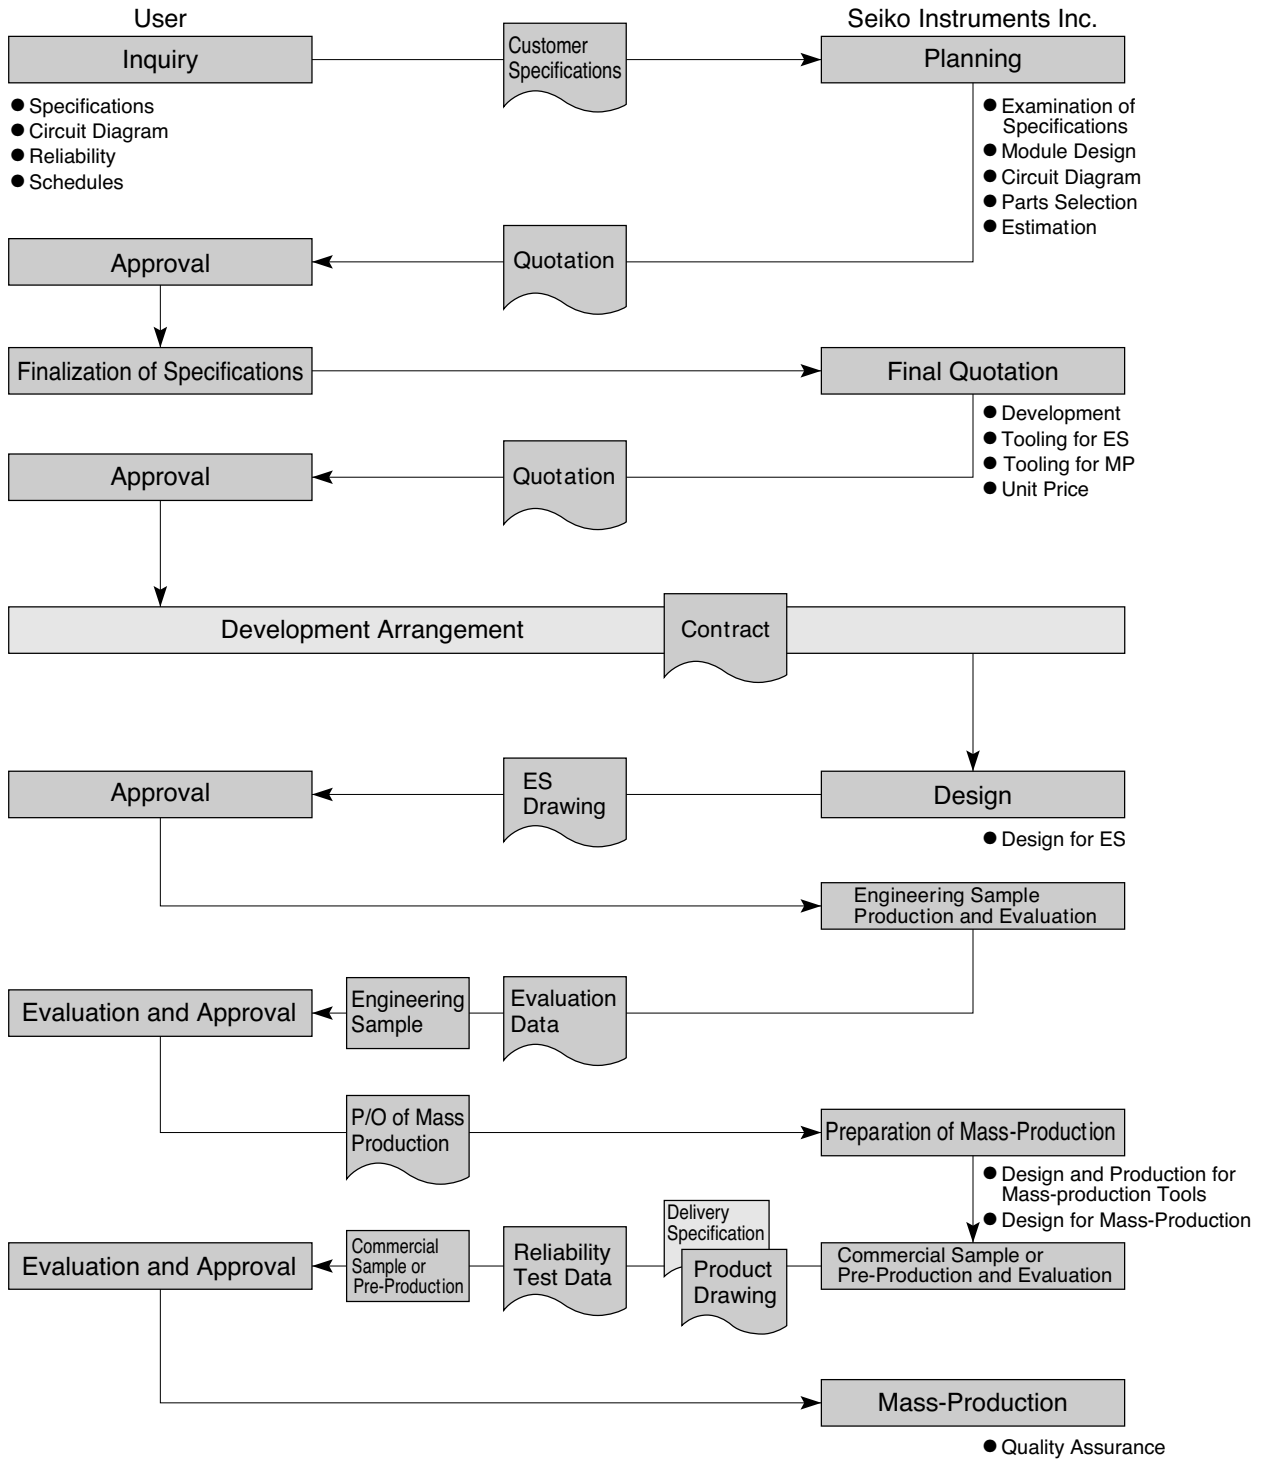 User
Seiko Instruments Inc.
Inquiry
Customer
Specifications
Planning
● Specifications
● Circuit Diagram
● Reliability
● Schedules
● Examination of
Specifications
● Module Design
● Circuit Diagram
● Parts Selection
● Estimation
Approval
Quotation
Finalization of Specifications
Final Quotation
● Development
● Tooling for ES
● Tooling for MP
● Unit Price
Approval
Quotation
Development Arrangement
Contract
Approval
ES
Drawing
Design
● Design for ES
Engineering Sample
Production and Evaluation
Evaluation and Approval
Engineering
Sample
Evaluation
Data
P/O of Mass
Production
Preparation of Mass-Production
● Design and Production for
Mass-production Tools
● Design for Mass-Production
Evaluation and Approval
Commercial
Sample or
Pre-Production
Reliability
Test Data
Delivery
Specification
Product
Drawing
Commercial Sample or
Pre-Production and Evaluation
Mass-Production
● Quality Assurance